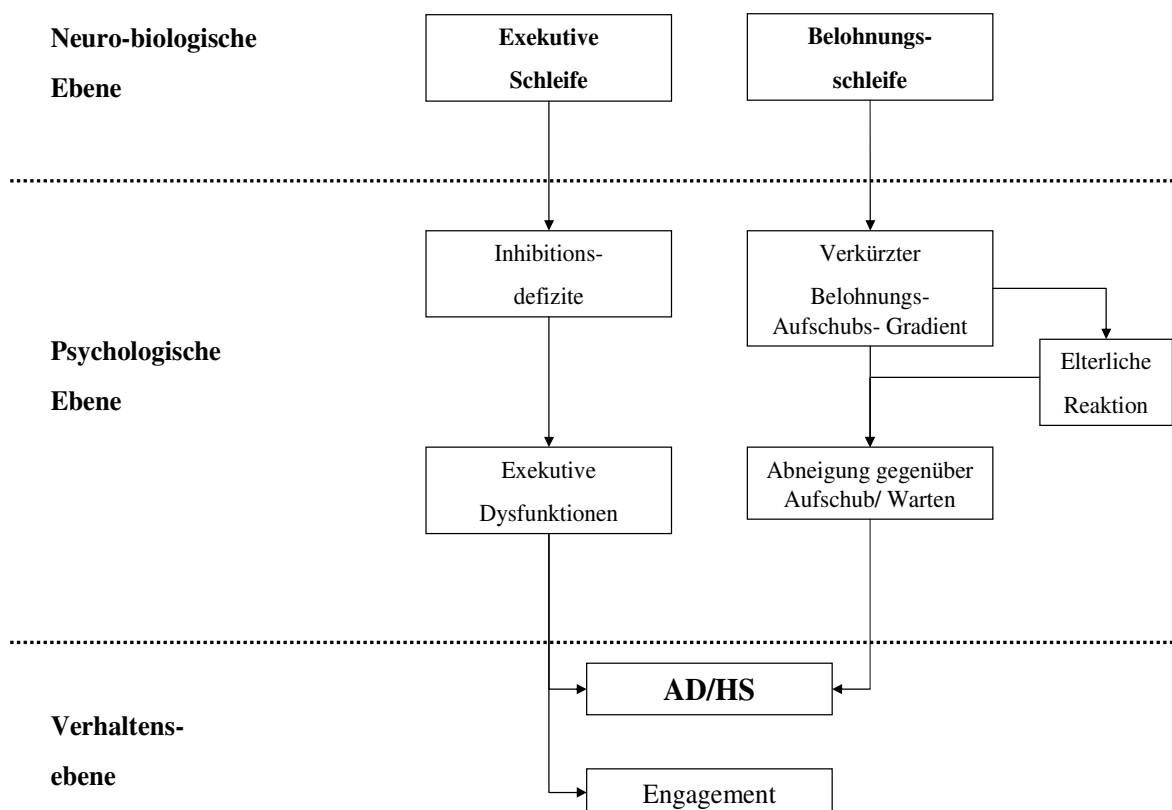 Neuro-biologische
Ebene
Exekutive
Schleife
Belohnungs-
schleife
Psychologische
Ebene
Inhibitions-
defizite
Verkürzter
Belohnungs-
Aufschubs- Gradient
Elterliche
Reaktion
Exekutive
Dysfunktionen
Abneigung gegenüber
Aufschub/ Warten
Verhaltens-
ebene
AD/HS
Engagement